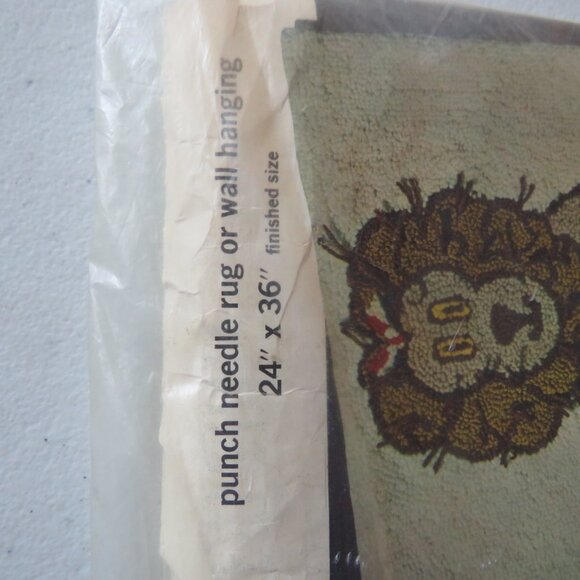 punch needle rug or wall hanging
24" x 36" finished size